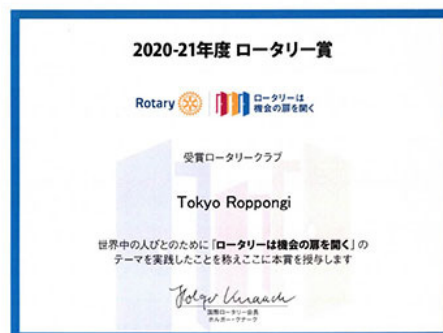 2020-21年度 ロータリー賞
Rotary
ロータリーは
機会の扉を開く
受賞ロータリークラブ
Tokyo Roppongi
世界中の人びとのために「ロータリーは機会の扉を開く」の
テーマを実践したことを称えここに本賞を授与します
Holger Knaack
国際ロータリー会長
ホルガー・クナーク